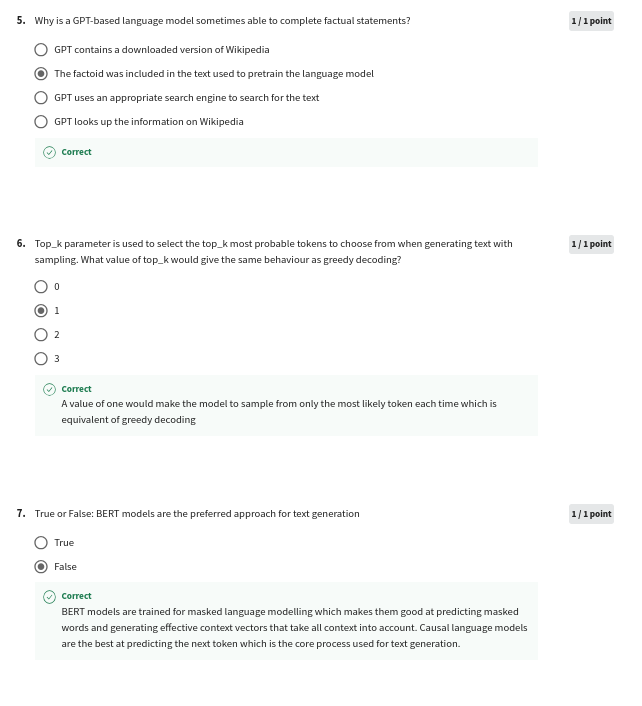 5. Why is a GPT-based language model sometimes able to complete factual statements? 1 / 1 point
GPT contains a downloaded version of Wikipedia
The factoid was included in the text used to pretrain the language model
GPT uses an appropriate search engine to search for the text
GPT looks up the information on Wikipedia
Correct
6. Top_k parameter is used to select the top_k most probable tokens to choose from when generating text with 1 / 1 point
sampling. What value of top_k would give the same behaviour as greedy decoding?
0
1
2
3
Correct
A value of one would make the model to sample from only the most likely token each time which is
equivalent of greedy decoding
7. True or False: BERT models are the preferred approach for text generation 1 / 1 point
True
False
Correct
BERT models are trained for masked language modelling which makes them good at predicting masked
words and generating effective context vectors that take all context into account. Causal language models
are the best at predicting the next token which is the core process used for text generation.